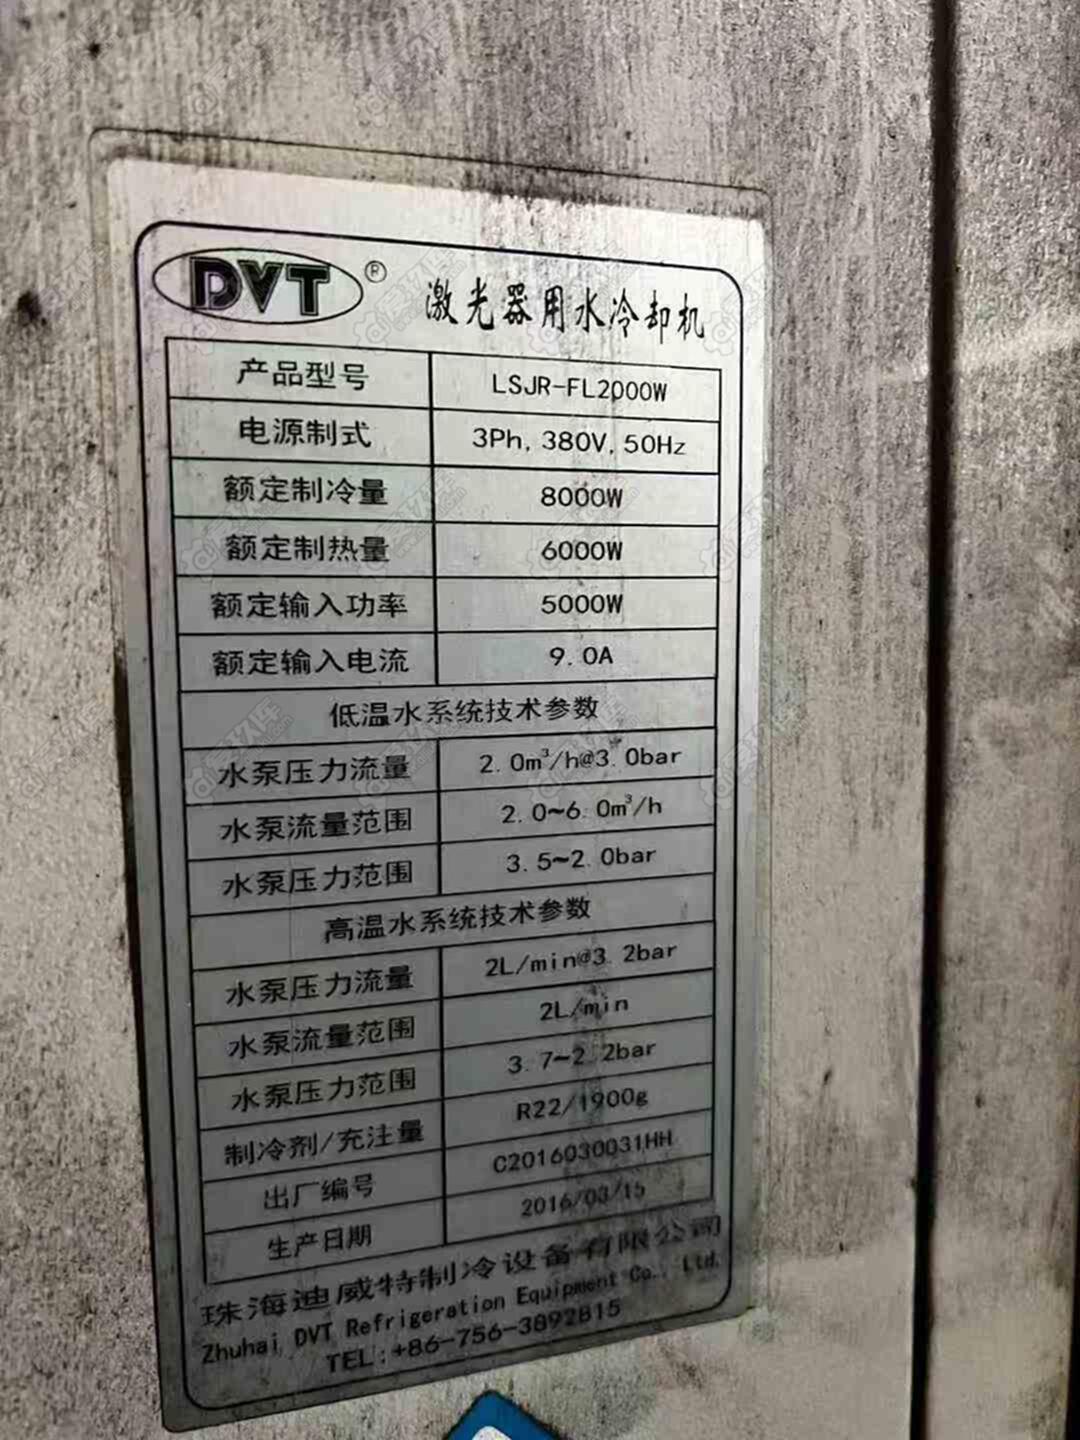 DVT® 激光器用水冷却机
产品型号 LSJR-FL2000W
电源制式 3Ph,380V,50Hz
额定制冷量 8000W
额定制热量 6000W
额定输入功率 5000W
额定输入电流 9.0A
低温水系统技术参数
水泵压力流量 2.0m³/h@3.0bar
水泵流量范围 2.0~6.0m³/h
水泵压力范围 3.5~2.0bar
高温水系统技术参数
水泵压力流量 2L/min@3.2bar
水泵流量范围 2L/min
水泵压力范围 3.7~2.2bar
制冷剂/充注量 R22/1900g
出厂编号 C2016030031HH
生产日期 2016/03/15
珠海迪威特制冷设备有限公司
Zhuhai DVT Refrigeration Equipment Co., Ltd.
TEL:+86-756-3892815